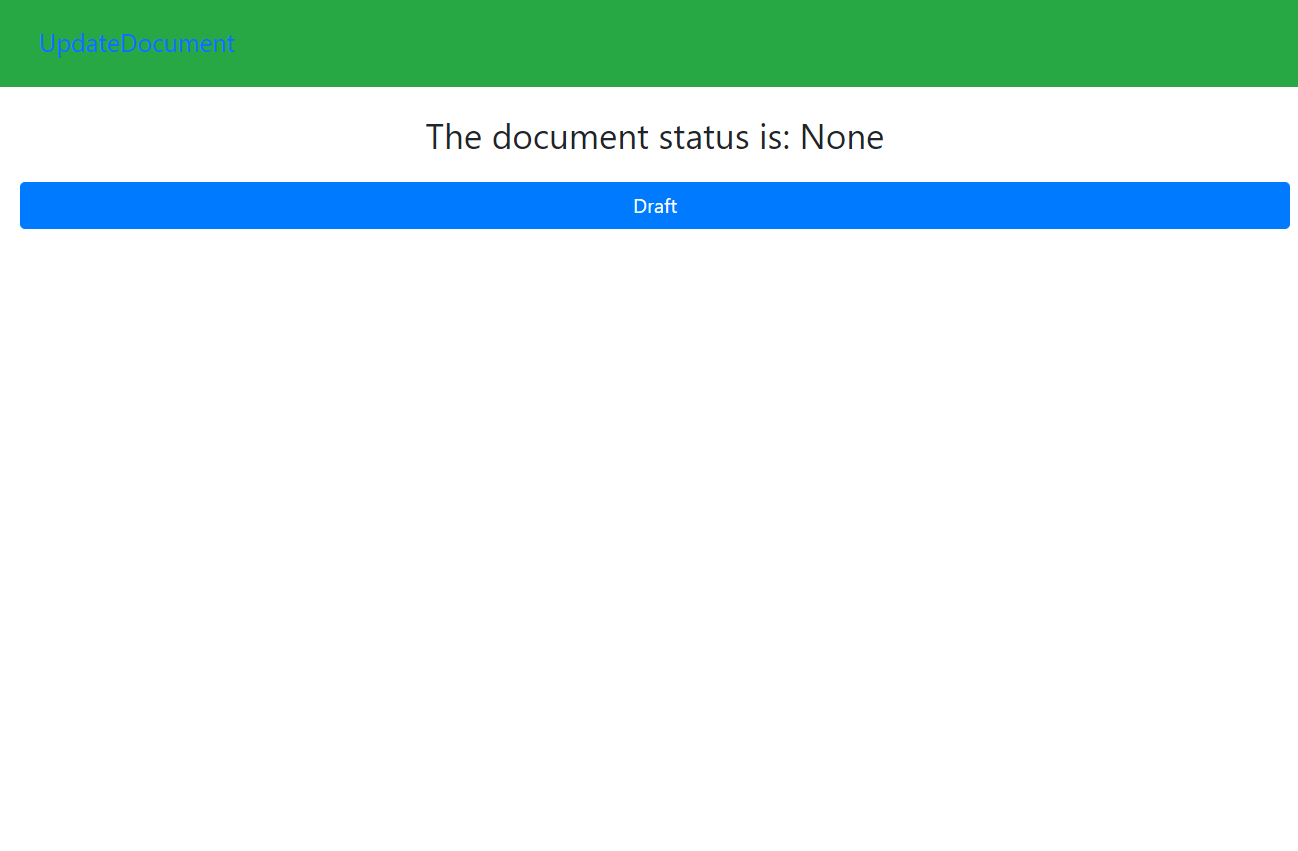 UpdateDocument
The document status is: None
Draft